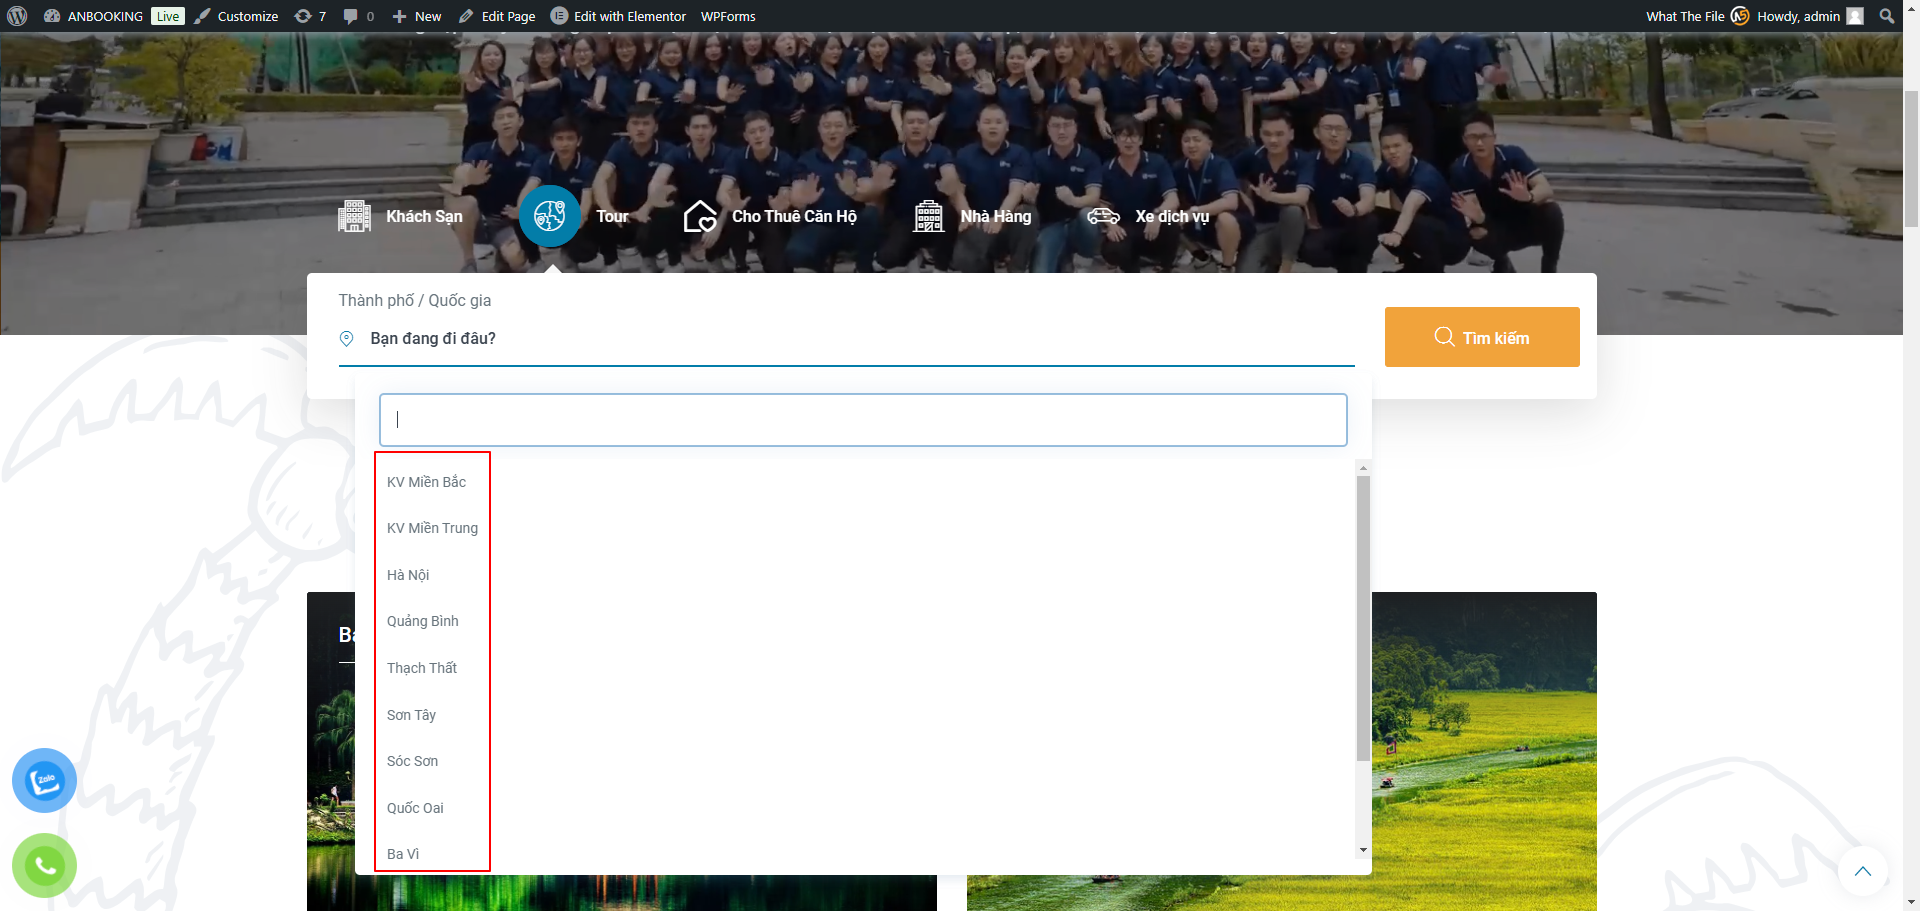 ANBOOKING Live Customize 7 0 New Edit Page Edit with Elementor WPForms What The File Howdy, admin
Khách Sạn Tour Cho Thuê Căn Hộ Nhà Hàng Xe dịch vụ
Thành phố / Quốc gia
Bạn đang đi đâu?
Tìm kiếm
KV Miền Bắc
KV Miền Trung
Hà Nội
Quảng Bình
Thạch Thất
Sơn Tây
Sóc Sơn
Quốc Oai
Ba Vì
Zalo